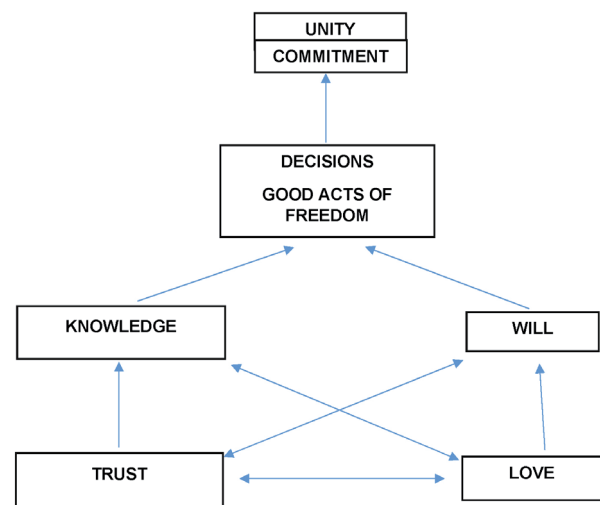 UNITY
COMMITMENT
DECISIONS
GOOD ACTS OF
FREEDOM
KNOWLEDGE
WILL
TRUST
LOVE